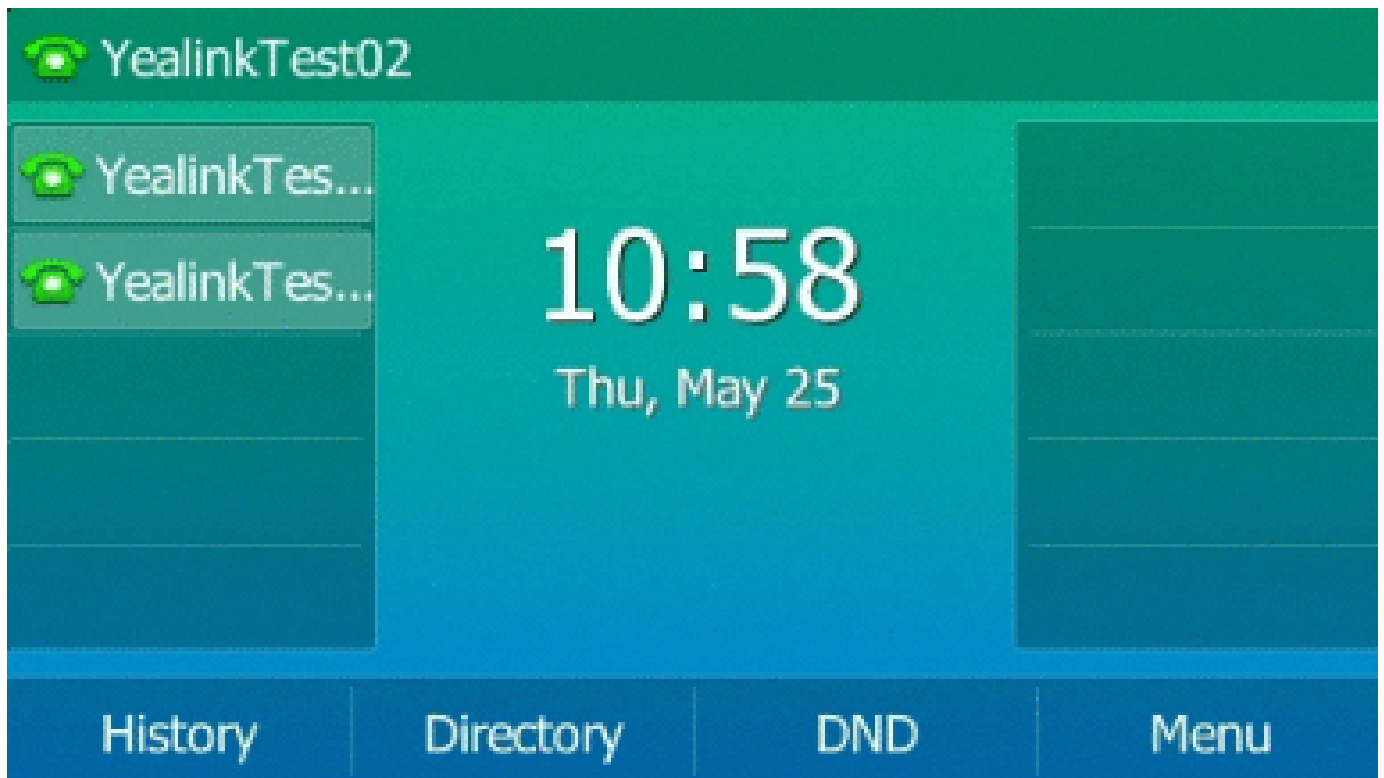 YealinkTest02
YealinkTes...
YealinkTes...
10:58
Thu, May 25
History Directory DND Menu